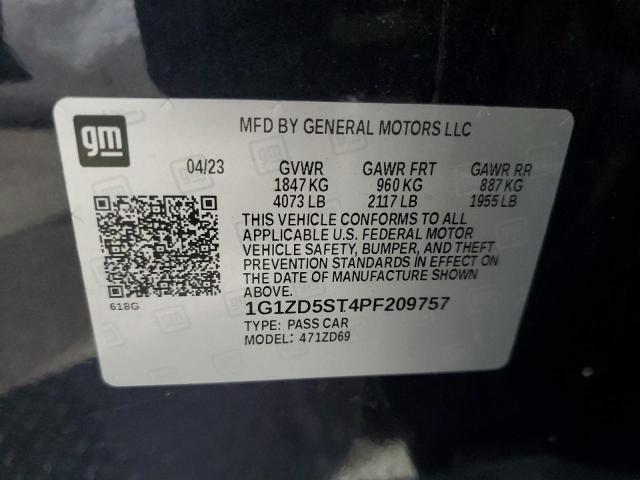 gm
MFD BY GENERAL MOTORS LLC
04/23 GVWR GAWR FRT GAWR RR
1847 KG 960 KG 887 KG
4073 LB 2117 LB 1955 LB
THIS VEHICLE CONFORMS TO ALL
APPLICABLE U.S. FEDERAL MOTOR
VEHICLE SAFETY, BUMPER, AND THEFT
PREVENTION STANDARDS IN EFFECT ON
THE DATE OF MANUFACTURE SHOWN
ABOVE.
618G
1G1ZD5ST4PF209757
TYPE: PASS CAR
MODEL: 471ZD69